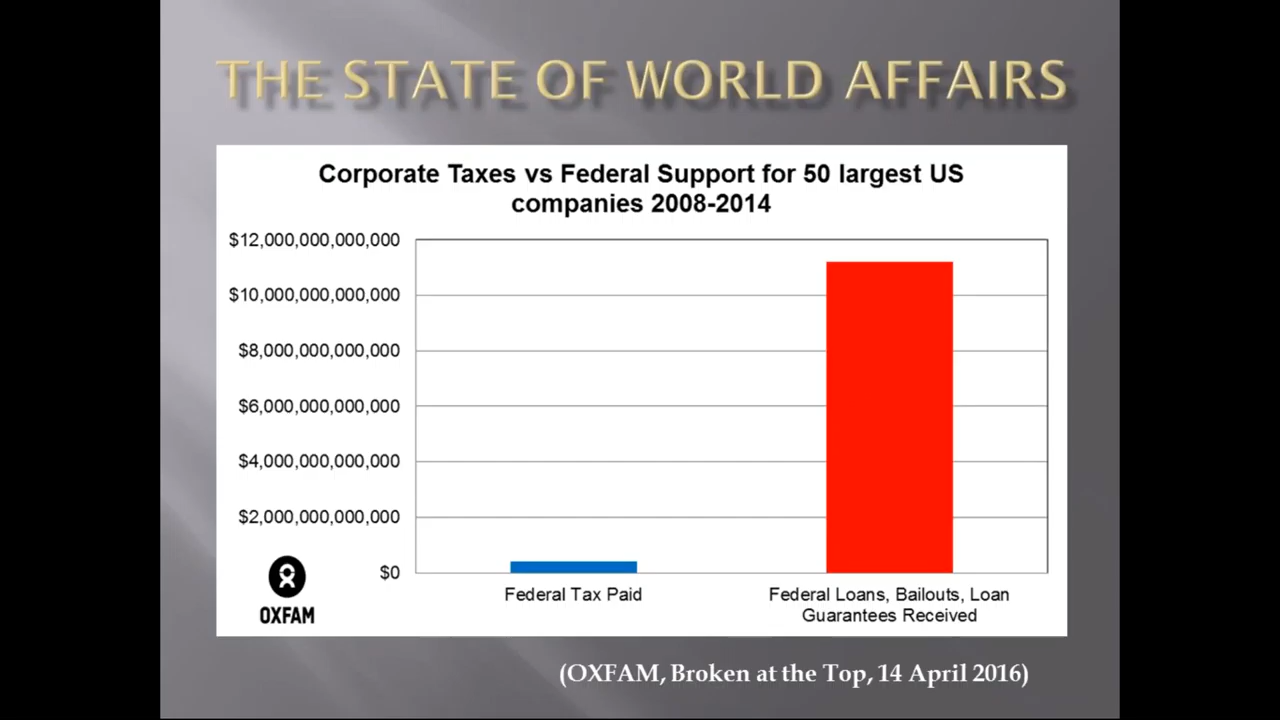 THE STATE OF WORLD AFFAIRS
Corporate Taxes vs Federal Support for 50 largest US
companies 2008-2014
$12,000,000,000,000
$10,000,000,000,000
$8,000,000,000,000
$6,000,000,000,000
$4,000,000,000,000
$2,000,000,000,000
$0
OXFAM
Federal Tax Paid
Federal Loans, Bailouts, Loan
Guarantees Received
(OXFAM, Broken at the Top, 14 April 2016)